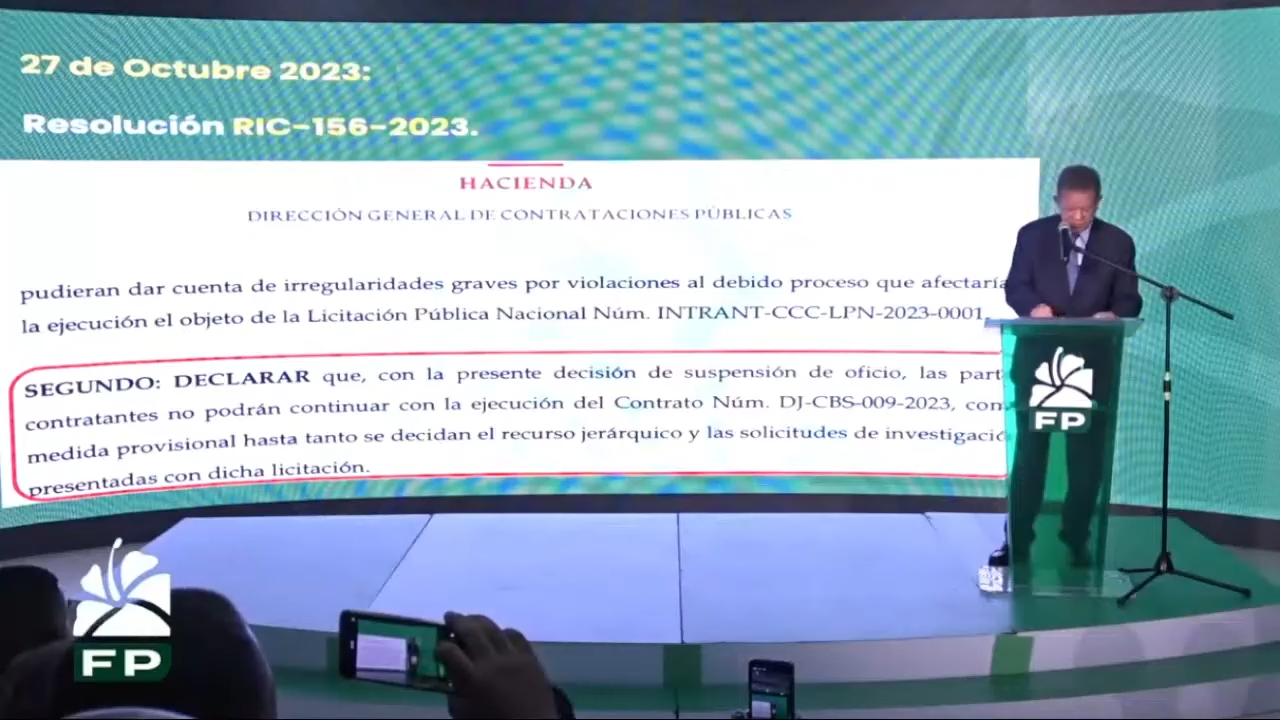 27 de Octubre 2023:
Resolución RIC-156-2023.
HACIENDA
DIRECCIÓN GENERAL DE CONTRATACIONES PÚBLICAS
pudieran dar cuenta de irregularidades graves por violaciones al debido proceso que afectaría
la ejecución el objeto de la Licitación Pública Nacional Núm. INTRANT-CCC-LPN-2023-0001.
SEGUNDO: DECLARAR que, con la presente decisión de suspensión de oficio, las part
contratantes no podrán continuar con la ejecución del Contrato Núm. DJ-CBS-009-2023, com
medida provisional hasta tanto se decidan el recurso jerárquico y las solicitudes de investigació
presentadas con dicha licitación.
FP
FP